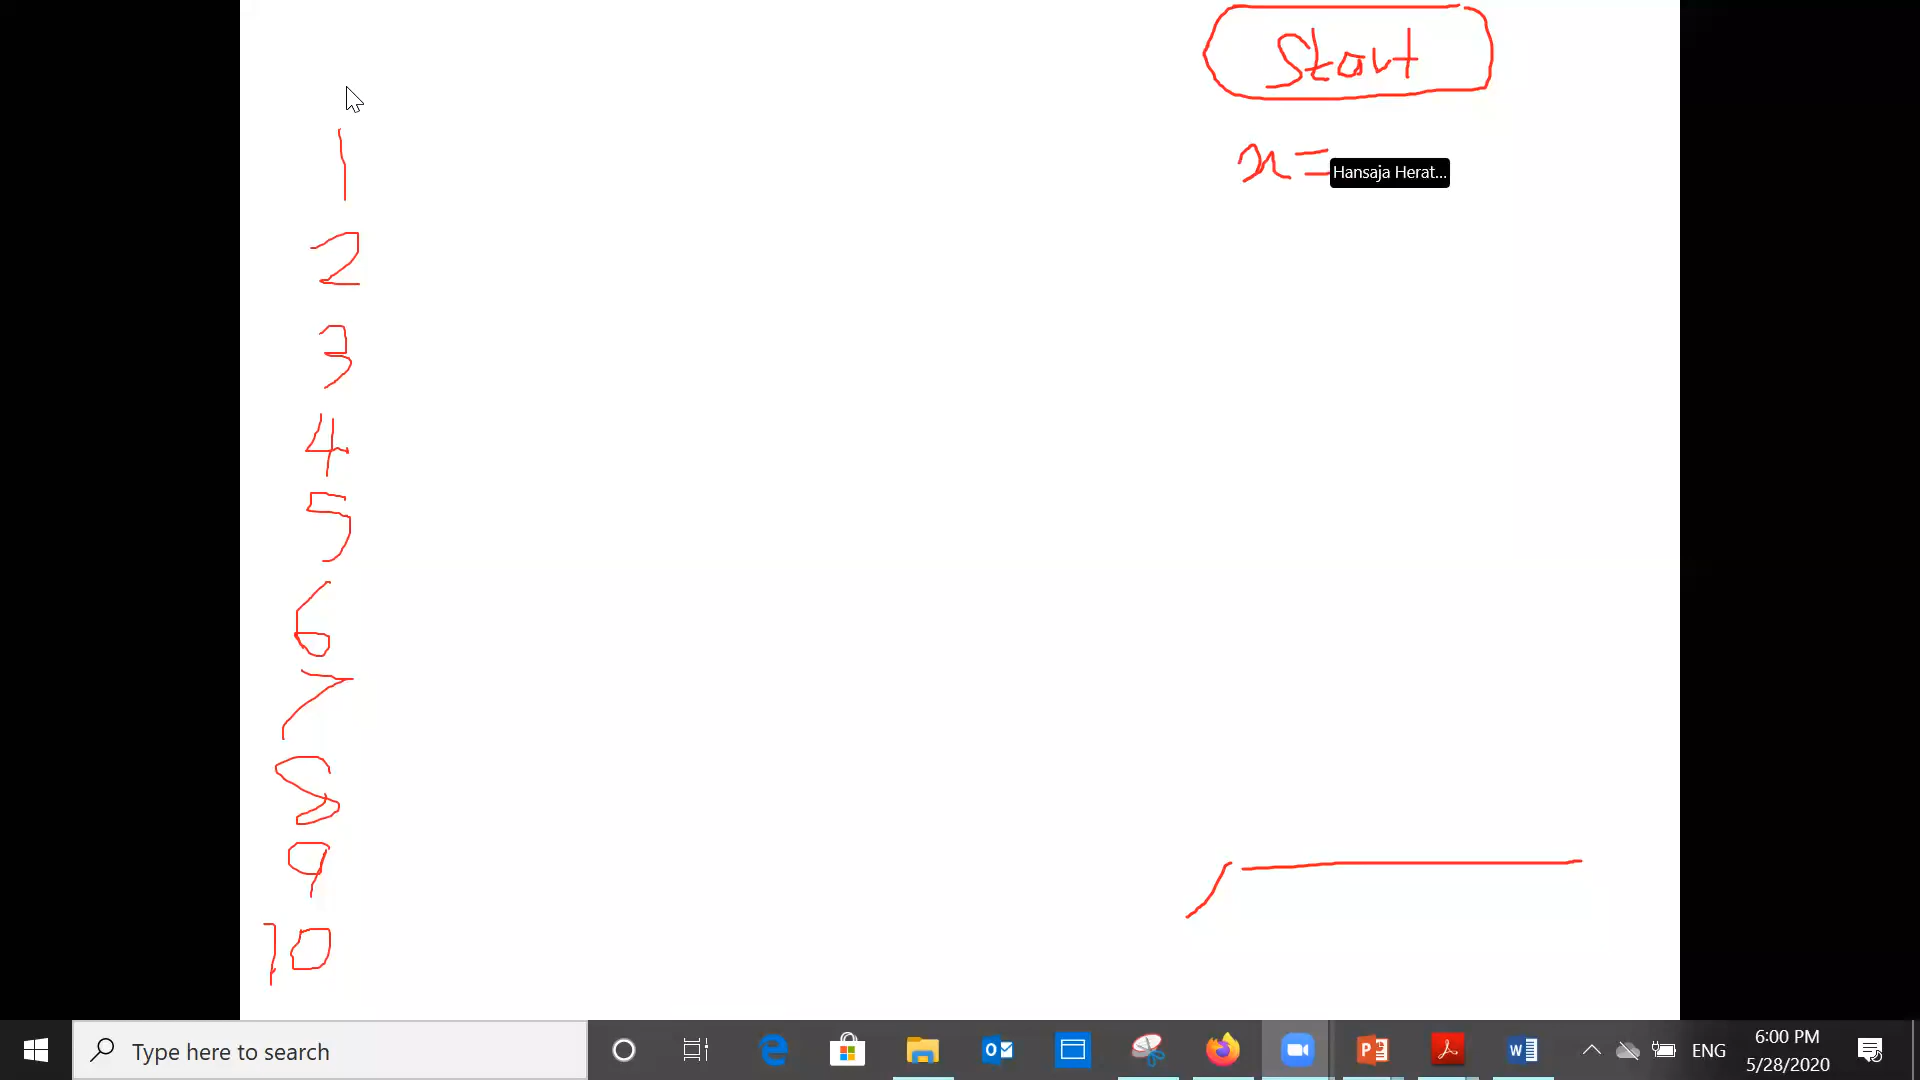 Start
x=
Hansaja Herat...
1
2
3
4
5
6
7
8
9
10
Type here to search
ENG
6:00 PM
5/28/2020